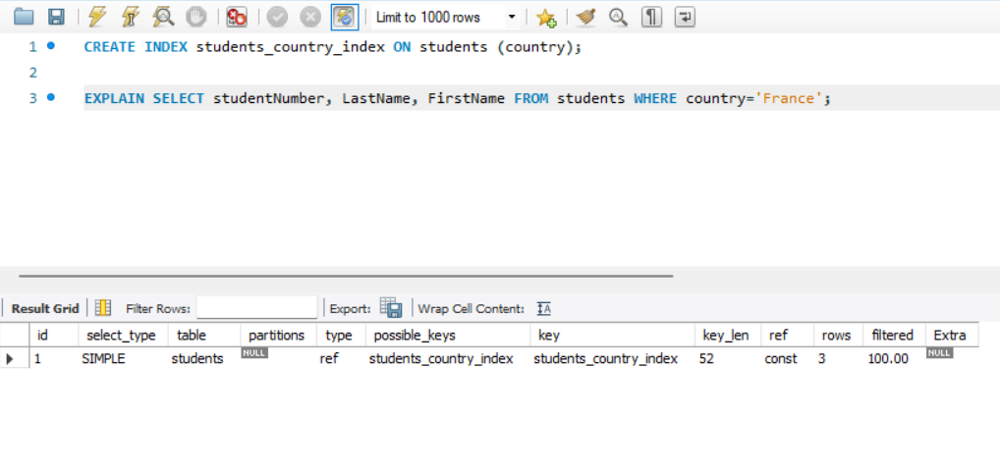 Limit to 1000 rows
1 CREATE INDEX students_country_index ON students (country);
2
3 EXPLAIN SELECT studentNumber, LastName, FirstName FROM students WHERE country='France';
Result Grid Filter Rows: Export: Wrap Cell Content: IA
id select_type table partitions type possible_keys key key_len ref rows filtered Extra
1 SIMPLE students NULL ref students_country_index students_country_index 52 const 3 100.00 NULL